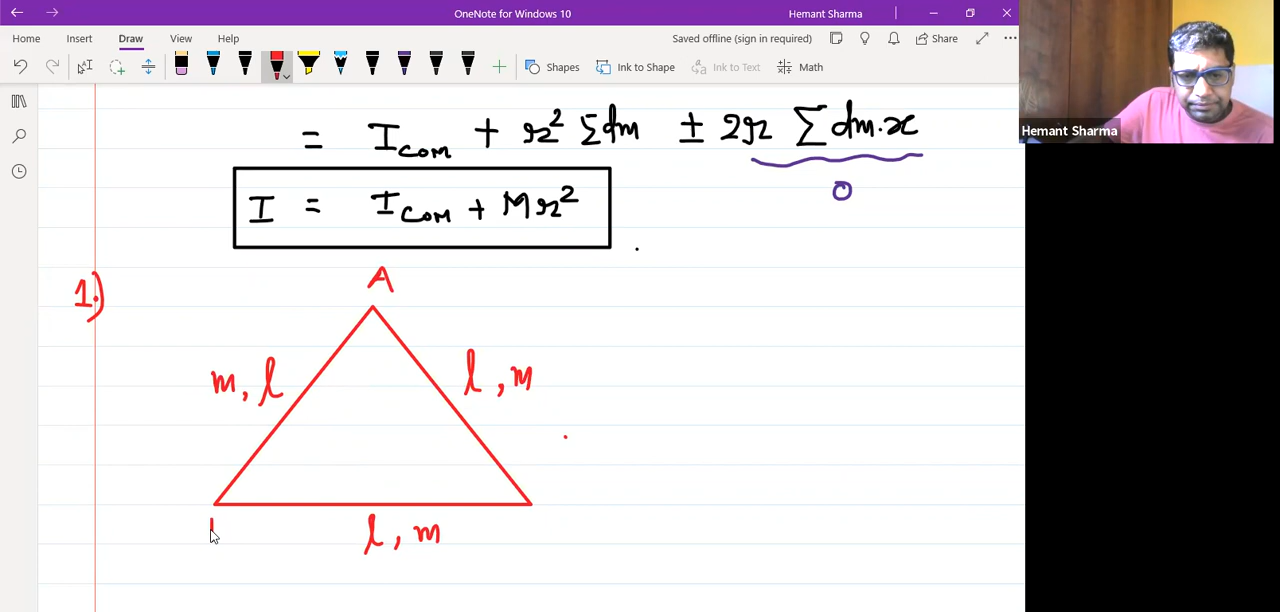 OneNote for Windows 10
Hemant Sharma
Home Insert Draw View Help
Saved offline (sign in required)
Share
Shapes
Ink to Shape
Ink to Text
Math
Hemant Sharma
= I_COM + r² Σdm ± 2r Σ dm.x
0
I = I_COM + Mr²
1.)
A
m, l
l, m
l, m